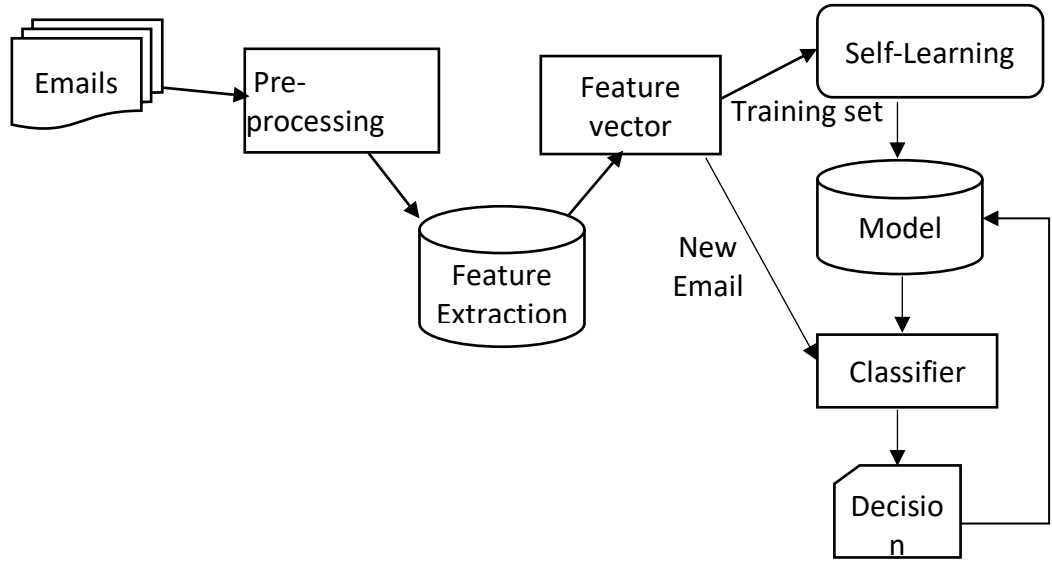 Emails
Pre-
processing
Feature
Extraction
Feature
vector
Training set
Self-Learning
New
Email
Model
Classifier
Decisio
n